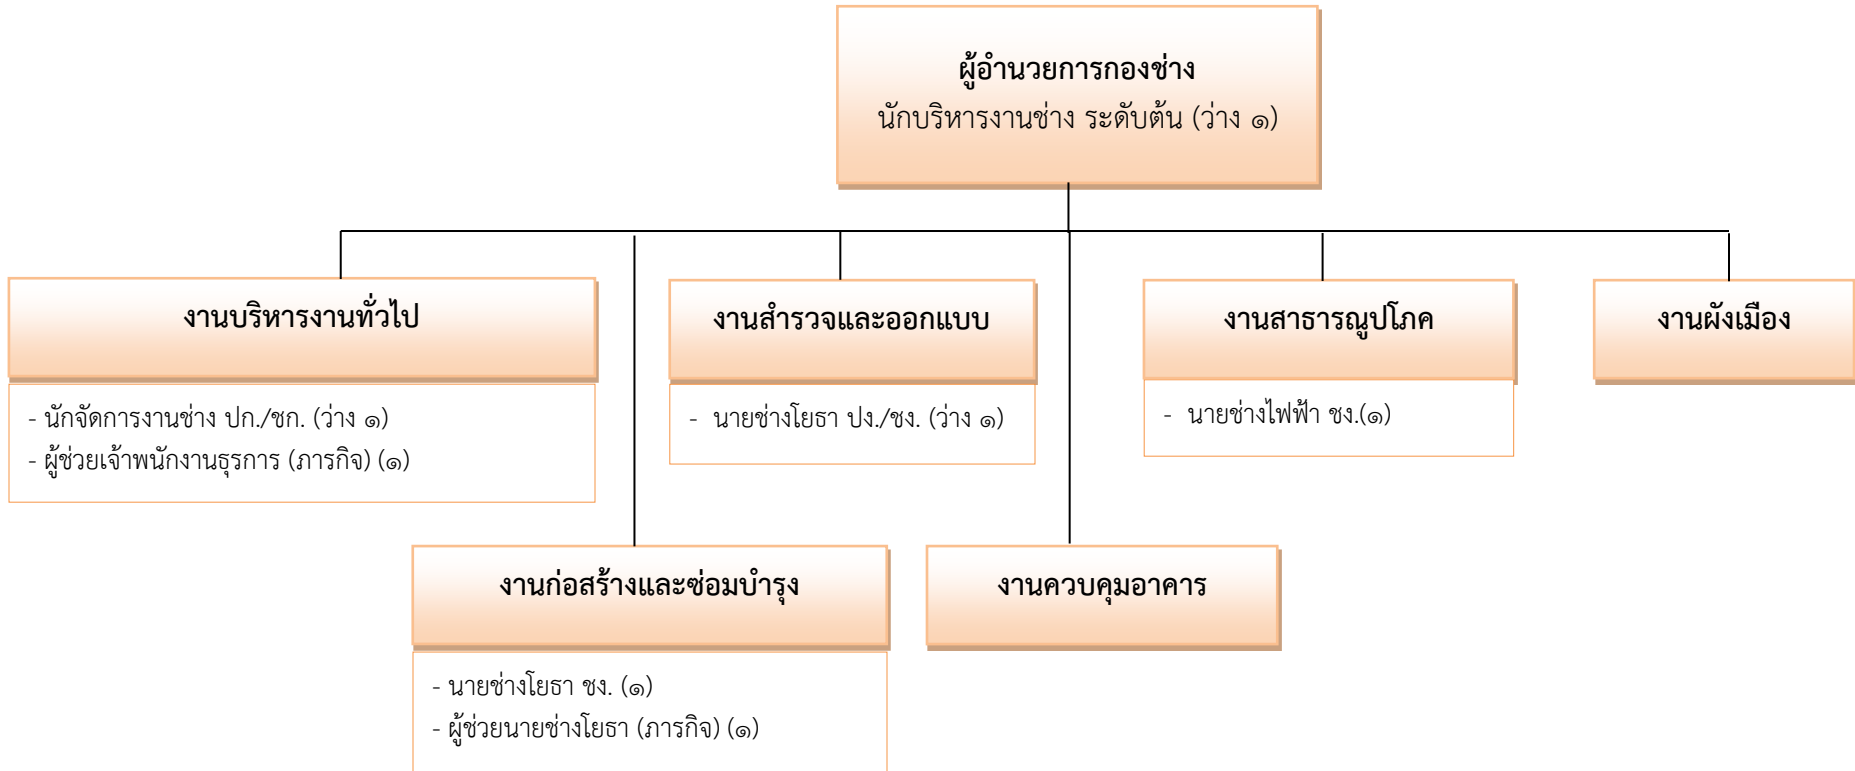 ผู้อำนวยการกองช่าง
นักบริหารงานช่าง ระดับต้น (ว่าง ๑)
งานบริหารงานทั่วไป
- นักจัดการงานช่าง ปก./ชก. (ว่าง ๑)
- ผู้ช่วยเจ้าพนักงานธุรการ (ภารกิจ) (๑)
งานสำรวจและออกแบบ
- นายช่างโยธา ปง./ชง. (ว่าง ๑)
งานสาธารณูปโภค
- นายช่างไฟฟ้า ชง.(๑)
งานผังเมือง
งานก่อสร้างและซ่อมบำรุง
- นายช่างโยธา ชง. (๑)
- ผู้ช่วยนายช่างโยธา (ภารกิจ) (๑)
งานควบคุมอาคาร